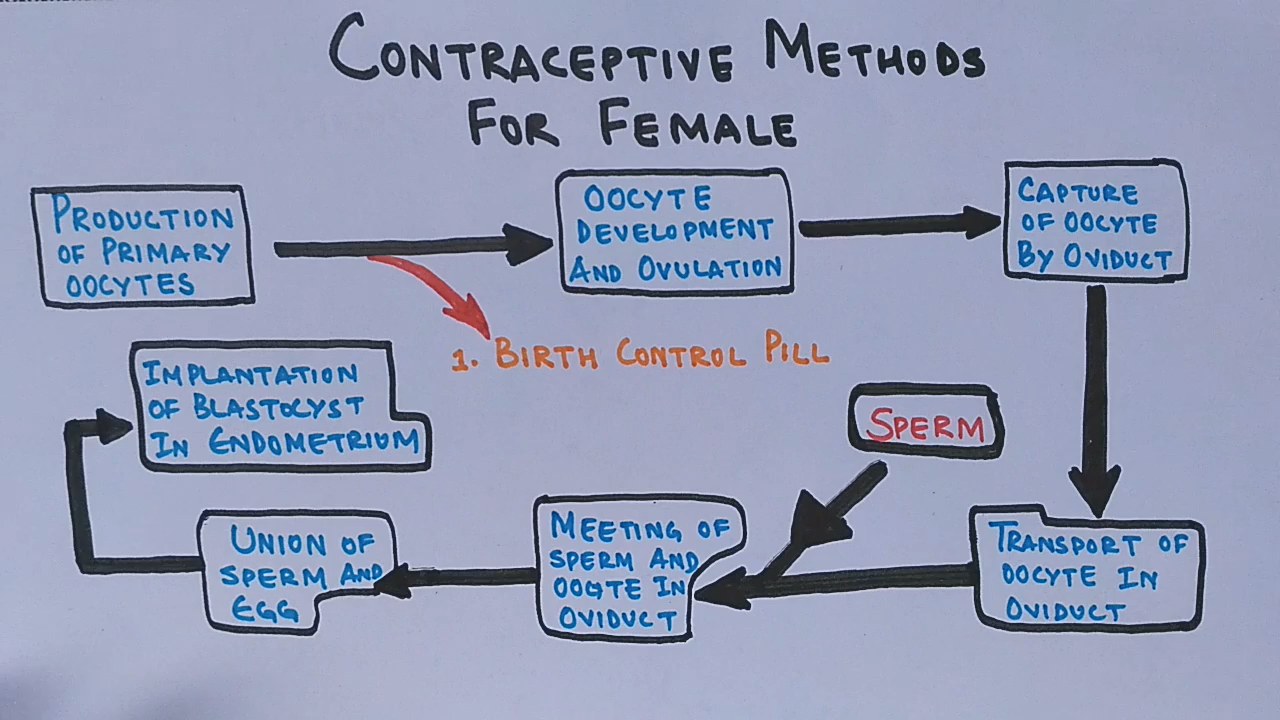 CONTRACEPTIVE METHODS
FOR FEMALE
PRODUCTION
OF PRIMARY
OOCYTES
OOCYTE
DEVELOPMENT
AND OVULATION
CAPTURE
OF OOCYTE
BY OVIDUCT
1. BIRTH CONTROL PILL
SPERM
TRANSPORT OF
OOCYTE IN
OVIDUCT
MEETING OF
SPERM AND
OOCYTE IN
OVIDUCT
UNION OF
SPERM AND
EGG
IMPLANTATION
OF BLASTOCYST
IN ENDOMETRIUM